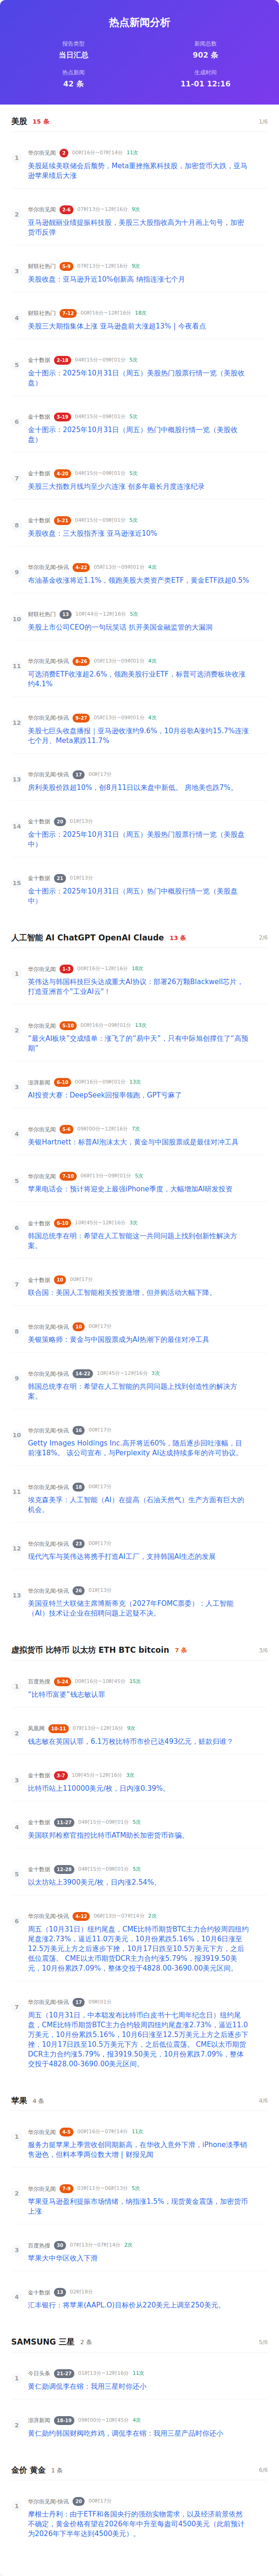 热点新闻分析
报告类型
当日汇总
新闻总数
902 条
热点新闻
42 条
生成时间
11-01 12:16
美股 15 条 1/6
1
华尔街见闻 2 00时16分~07时14分 11次
美股延续美联储会后颓势，Meta重挫拖累科技股，加密货币大跌，亚马
逊苹果绩后大涨
2
华尔街见闻 2-6 07时13分~12时16分 9次
亚马逊靓丽业绩提振科技股，美股三大股指收高为十月画上句号，加密
货币反弹
3
财联社热门 5-9 07时13分~12时16分 9次
美股收盘：亚马逊升近10%创新高 纳指连涨七个月
4
财联社热门 7-12 00时16分~12时16分 18次
美股三大期指集体上涨 亚马逊盘前大涨超13% | 今夜看点
5
金十数据 2-18 04时15分~09时01分 5次
金十图示：2025年10月31日（周五）美股热门股票行情一览（美股收
盘）
6
金十数据 3-19 04时15分~09时01分 5次
金十图示：2025年10月31日（周五）热门中概股行情一览（美股收
盘）
7
金十数据 4-20 04时15分~09时01分 5次
美股三大指数月线均至少六连涨 创多年最长月度连涨纪录
8
金十数据 5-21 04时15分~09时01分 5次
美股收盘：三大股指齐涨 亚马逊涨近10%
9
华尔街见闻-快讯 4-22 05时13分~09时01分 4次
布油基金收涨将近1.1%，领跑美股大类资产类ETF，黄金ETF跌超0.5%
10
财联社热门 13 10时44分~12时16分 5次
美股上市公司CEO的一句玩笑话 扒开美国金融监管的大漏洞
11
华尔街见闻-快讯 8-26 05时13分~09时01分 4次
可选消费ETF收涨超2.6%，领跑美股行业ETF，标普可选消费板块收涨
约4.1%
12
华尔街见闻-快讯 9-27 05时13分~09时01分 4次
美股七巨头收盘播报｜亚马逊收涨约9.6%，10月谷歌A涨约15.7%连涨
七个月、Meta累跌11.7%
13
华尔街见闻-快讯 17 00时17分
房利美股价跌超10%，创8月11日以来盘中新低。 房地美也跌7%。
14
金十数据 20 01时13分
金十图示：2025年10月31日（周五）美股热门股票行情一览（美股盘
中）
15
金十数据 21 01时13分
金十图示：2025年10月31日（周五）热门中概股行情一览（美股盘
中）
人工智能 AI ChatGPT OpenAI Claude 13 条 2/6
1
华尔街见闻 1-3 00时16分~12时16分 18次
英伟达与韩国科技巨头达成重大AI协议：部署26万颗Blackwell芯片，
打造亚洲首个"工业AI云"！
2
华尔街见闻 5-10 00时16分~09时01分 13次
"最火AI板块"交成绩单：涨飞了的"易中天"，只有中际旭创撑住了"高预
期"
3
澎湃新闻 6-10 00时16分~09时01分 13次
AI投资大赛：DeepSeek回报率领跑，GPT亏麻了
4
华尔街见闻 5-6 09时00分~12时16分 7次
美银Hartnett：标普AI泡沫太大，黄金与中国股票或是最佳对冲工具
5
华尔街见闻 7-10 06时13分~09时01分 5次
苹果电话会：预计将迎史上最强iPhone季度，大幅增加AI研发投资
6
金十数据 6-10 10时45分~12时16分 3次
韩国总统李在明：希望在人工智能这一共同问题上找到创新性解决方
案。
7
金十数据 10 00时17分
联合国：美国人工智能相关投资激增，但并购活动大幅下降。
8
华尔街见闻-快讯 10 00时17分
美银策略师：黄金与中国股票成为AI热潮下的最佳对冲工具
9
华尔街见闻-快讯 14-22 10时45分~12时16分 3次
韩国总统李在明：希望在人工智能的共同问题上找到创造性的解决方
案。
10
华尔街见闻-快讯 16 00时17分
Getty Images Holdings Inc.高开将近60%，随后逐步回吐涨幅，目
前涨18%。 该公司宣布，与Perplexity AI达成持续多年的许可协议。
11
华尔街见闻-快讯 18 00时17分
埃克森美孚：人工智能（AI）在提高（石油天然气）生产方面有巨大的
机会。
12
华尔街见闻-快讯 23 00时17分
现代汽车与英伟达将携手打造AI工厂，支持韩国AI生态的发展
13
华尔街见闻-快讯 26 01时13分
美国亚特兰大联储主席博斯蒂克（2027年FOMC票委）：人工智能
（AI）技术让企业在招聘问题上迟疑不决。
虚拟货币 比特币 以太坊 ETH BTC bitcoin 7 条 3/6
1
百度热搜 5-24 00时16分~10时45分 15次
"比特币富婆"钱志敏认罪
2
凤凰网 10-11 07时13分~12时16分 9次
钱志敏在英国认罪，6.1万枚比特币市价已达493亿元，赔款归谁？
3
金十数据 3-7 10时45分~12时16分 3次
比特币站上110000美元/枚，日内涨0.39%。
4
金十数据 11-27 04时15分~09时01分 5次
美国联邦检察官指控比特币ATM助长加密货币诈骗。
5
金十数据 12-28 04时15分~09时01分 5次
以太坊站上3900美元/枚，日内涨2.54%。
6
华尔街见闻-快讯 4-12 06时13分~07时14分 2次
周五（10月31日）纽约尾盘，CME比特币期货BTC主力合约较周四纽约
尾盘涨2.73%，逼近11.0万美元，10月份累跌5.16%，10月6日涨至
12.5万美元上方之后逐步下挫，10月17日跌至10.5万美元下方，之后
低位震荡。 CME以太币期货DCR主力合约涨5.79%，报3919.50美
元，10月份累跌7.09%，整体交投于4828.00-3690.00美元区间。
7
华尔街见闻-快讯 17 09时01分
周五（10月31日，中本聪发布比特币白皮书十七周年纪念日）纽约尾
盘，CME比特币期货BTC主力合约较周四纽约尾盘涨2.73%，逼近11.0
万美元，10月份累跌5.16%，10月6日涨至12.5万美元上方之后逐步下
挫，10月17日跌至10.5万美元下方，之后低位震荡。 CME以太币期货
DCR主力合约涨5.79%，报3919.50美元，10月份累跌7.09%，整体
交投于4828.00-3690.00美元区间。
苹果 4 条 4/6
1
华尔街见闻 4-5 00时16分~07时14分 11次
服务力挺苹果上季营收创同期新高，在华收入意外下滑，iPhone淡季销
售逊色，但料本季两位数大增 | 财报见闻
2
华尔街见闻 7-9 03时11分~06时13分 5次
苹果亚马逊盈利提振市场情绪，纳指涨1.5%，现货黄金震荡，加密货币
上涨
3
百度热搜 30 07时13分~07时14分 2次
苹果大中华区收入下滑
4
金十数据 13 02时18分
汇丰银行：将苹果(AAPL.O)目标价从220美元上调至250美元。
SAMSUNG 三星 2 条 5/6
1
今日头条 21-27 01时13分~12时16分 11次
黄仁勋调侃李在镕：我用三星时你还小
2
澎湃新闻 18-19 09时00分~10时45分 4次
黄仁勋约韩国财阀吃炸鸡，调侃李在镕：我用三星产品时你还小
金价 黄金 1 条 6/6
1
华尔街见闻-快讯 20 00时17分
摩根士丹利：由于ETF和各国央行的强劲实物需求，以及经济前景依然
不确定，黄金价格有望在2026年年中升至每盎司4500美元（此前预计
为2026年下半年达到4500美元）。